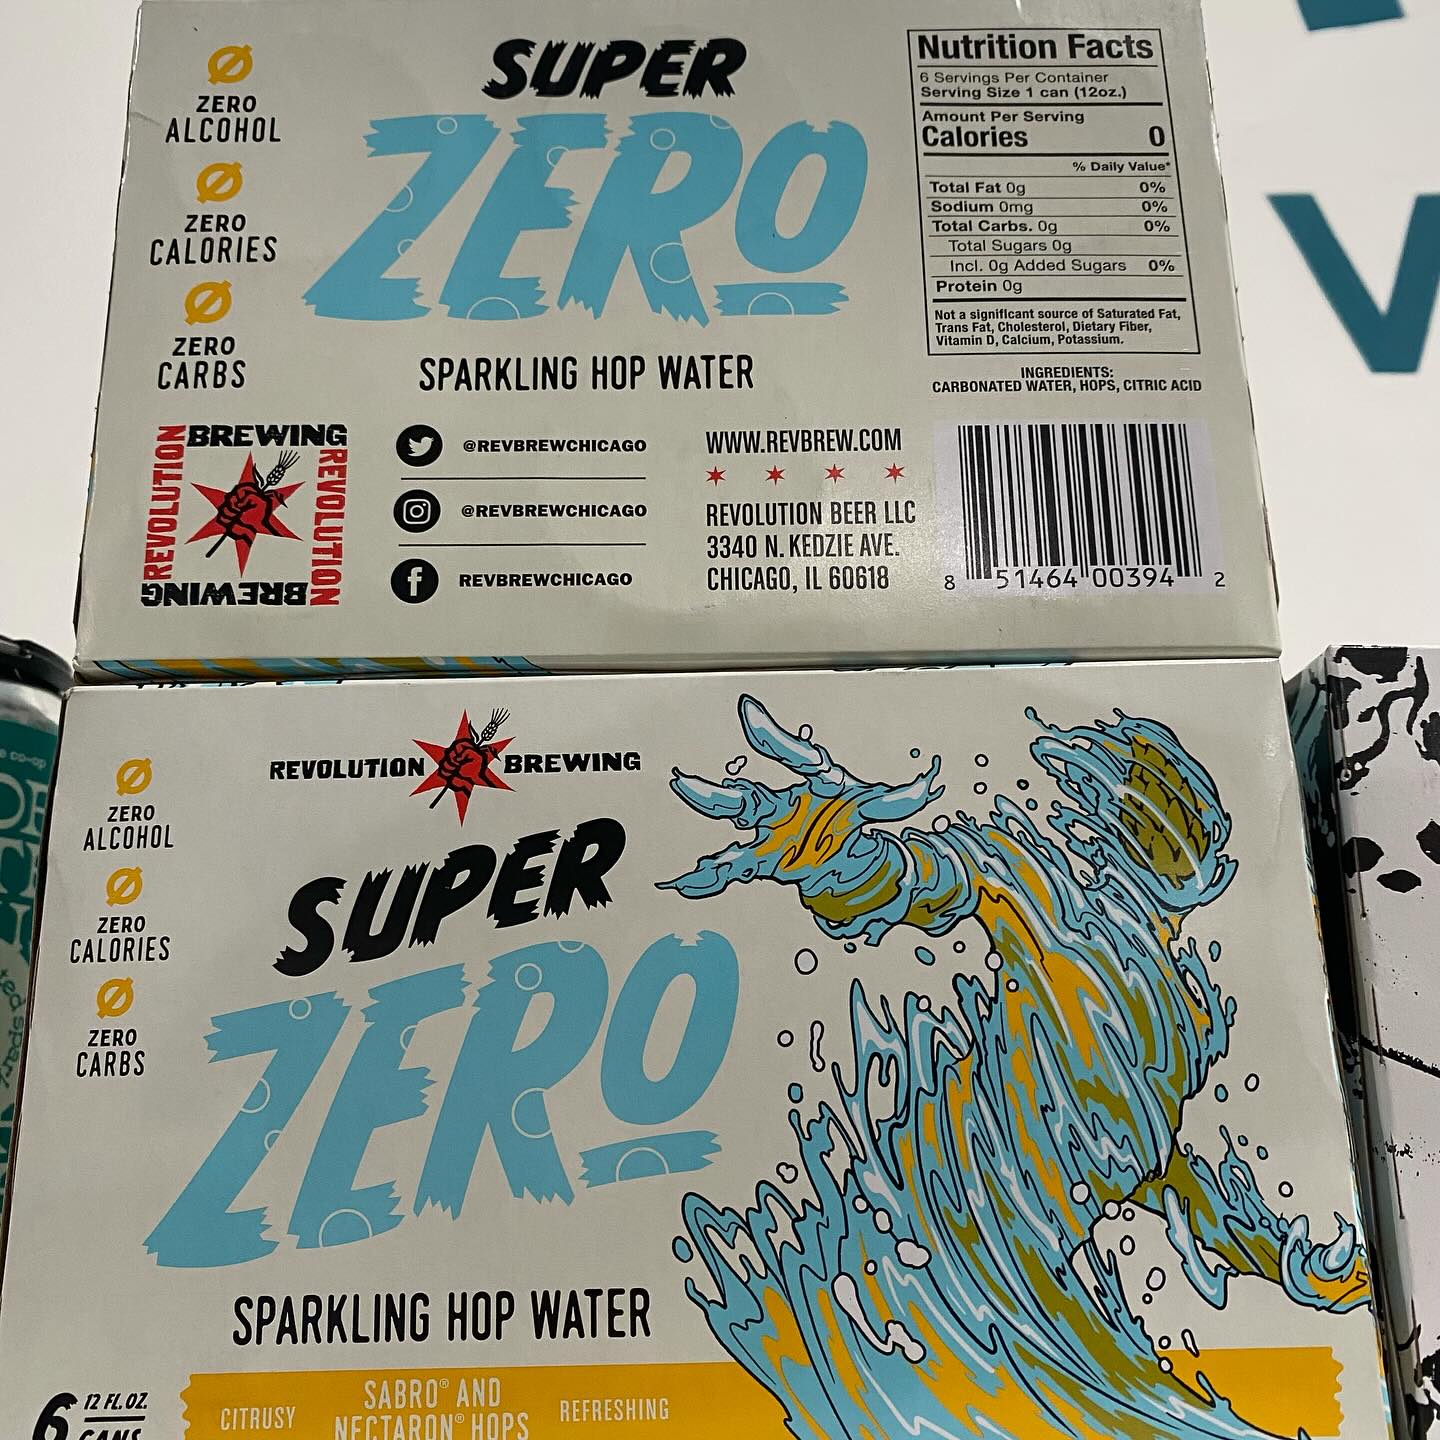 SUPER
ZERO
SPARKLING HOP WATER
Ø
ZERO
ALCOHOL
Ø
ZERO
CALORIES
Ø
ZERO
CARBS
Nutrition Facts
6 Servings Per Container
Serving Size 1 can (12oz.)
Amount Per Serving
Calories 0
% Daily Value*
Total Fat 0g 0%
Sodium 0mg 0%
Total Carbs. 0g 0%
Total Sugars 0g
Incl. 0g Added Sugars 0%
Protein 0g
Not a significant source of Saturated Fat,
Trans Fat, Cholesterol, Dietary Fiber,
Vitamin D, Calcium, Potassium.
INGREDIENTS:
CARBONATED WATER, HOPS, CITRIC ACID
BREWING
REVOLUTION
BREWING
REVOLUTION
@REVBREWCHICAGO
@REVBREWCHICAGO
REVBREWCHICAGO
WWW.REVBREW.COM
REVOLUTION BEER LLC
3340 N. KEDZIE AVE.
CHICAGO, IL 60618
8 51464 00394 2
V
REVOLUTION BREWING
Ø
ZERO
ALCOHOL
Ø
ZERO
CALORIES
Ø
ZERO
CARBS
SUPER
ZERO
SPARKLING HOP WATER
6 12 FL.OZ.
CANS
CITRUSY
SABRO® AND
NECTARON® HOPS
REFRESHING